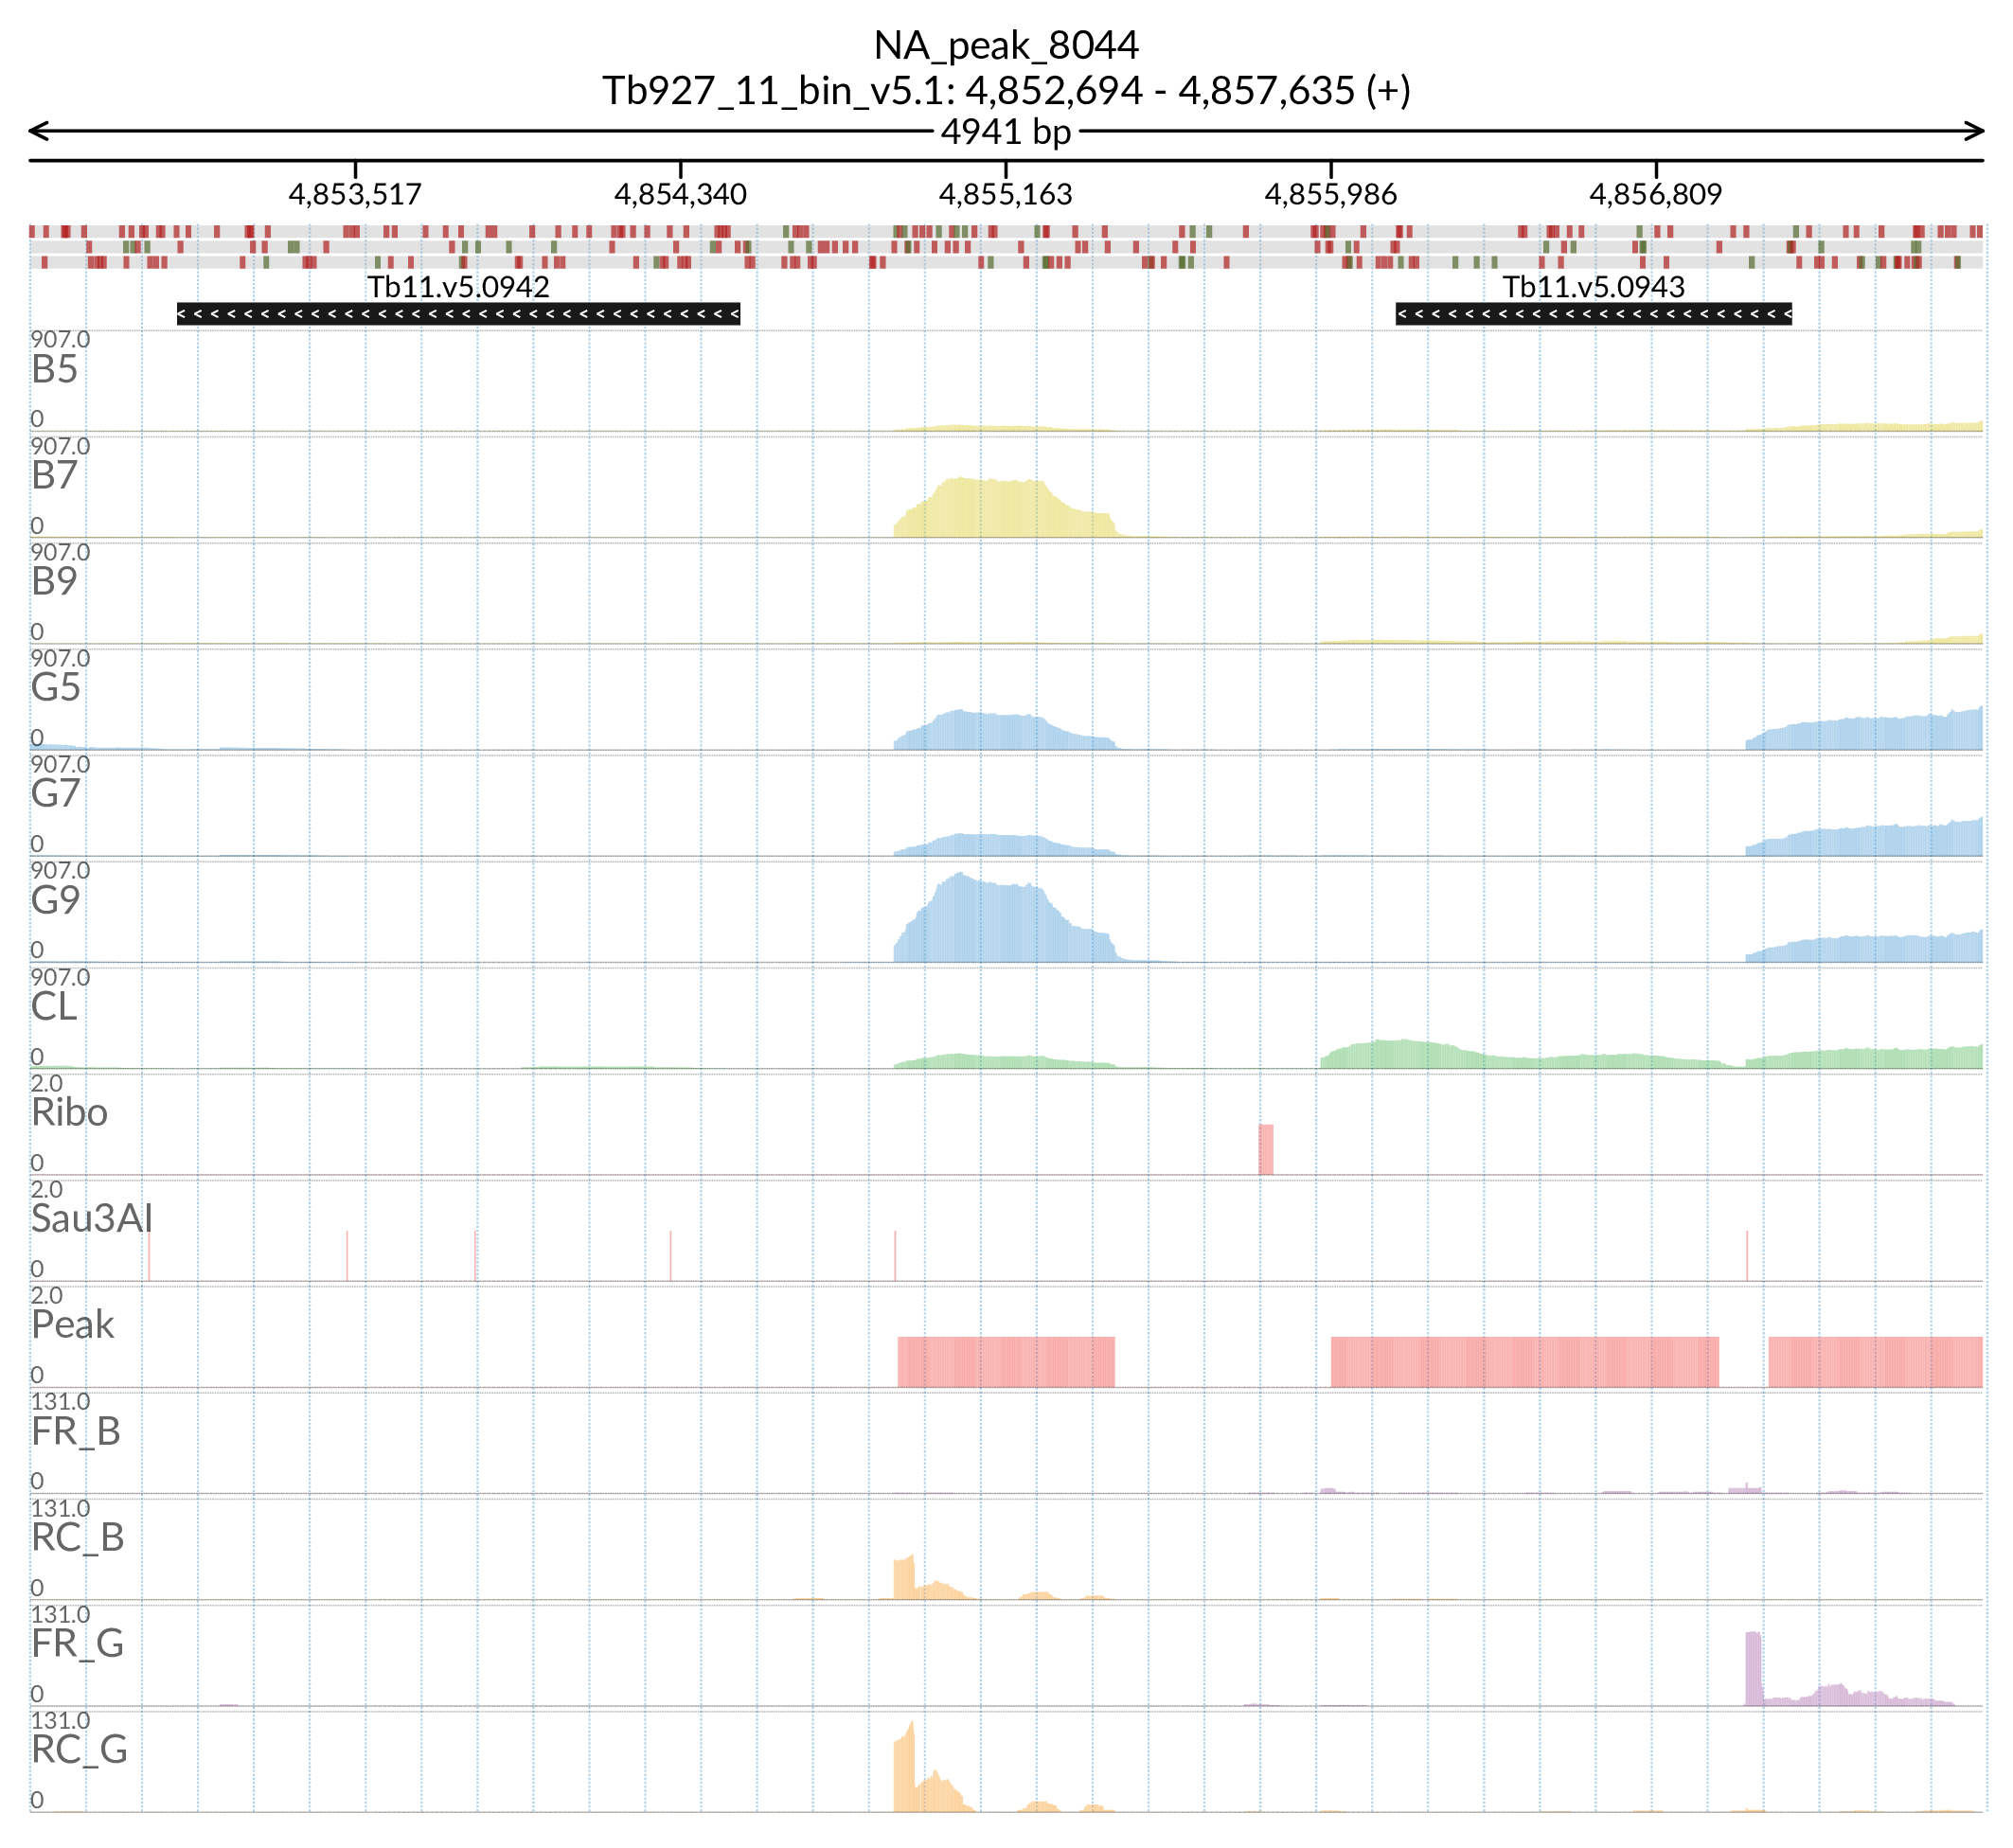 NA_peak_8044
Tb927_11_bin_v5.1: 4,852,694 - 4,857,635 (+)
4941 bp
4,853,517 4,854,340 4,855,163 4,855,986 4,856,809
Tb11.v5.0942 Tb11.v5.0943
907.0
B5
0
907.0
B7
0
907.0
B9
0
907.0
G5
0
907.0
G7
0
907.0
G9
0
907.0
CL
0
2.0
Ribo
0
2.0
Sau3AI
0
2.0
Peak
0
131.0
FR_B
0
131.0
RC_B
0
131.0
FR_G
0
131.0
RC_G
0